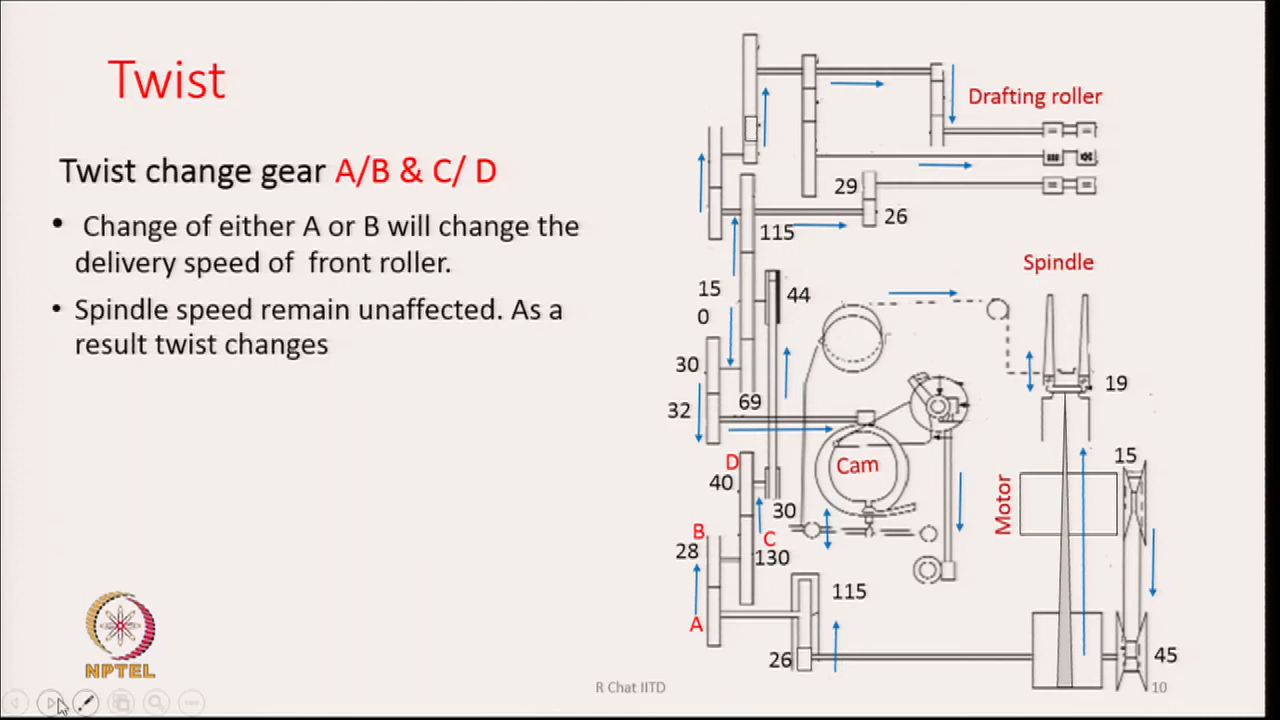 Twist
Twist change gear A/B & C/ D
• Change of either A or B will change the
delivery speed of front roller.
• Spindle speed remain unaffected. As a
result twist changes
Drafting roller
29
26
115
Spindle
15
0
44
30
19
69
32
D
Cam
15
40
Motor
30
B
C
28
130
115
A
26
45
NPTEL
R Chat IITD
10